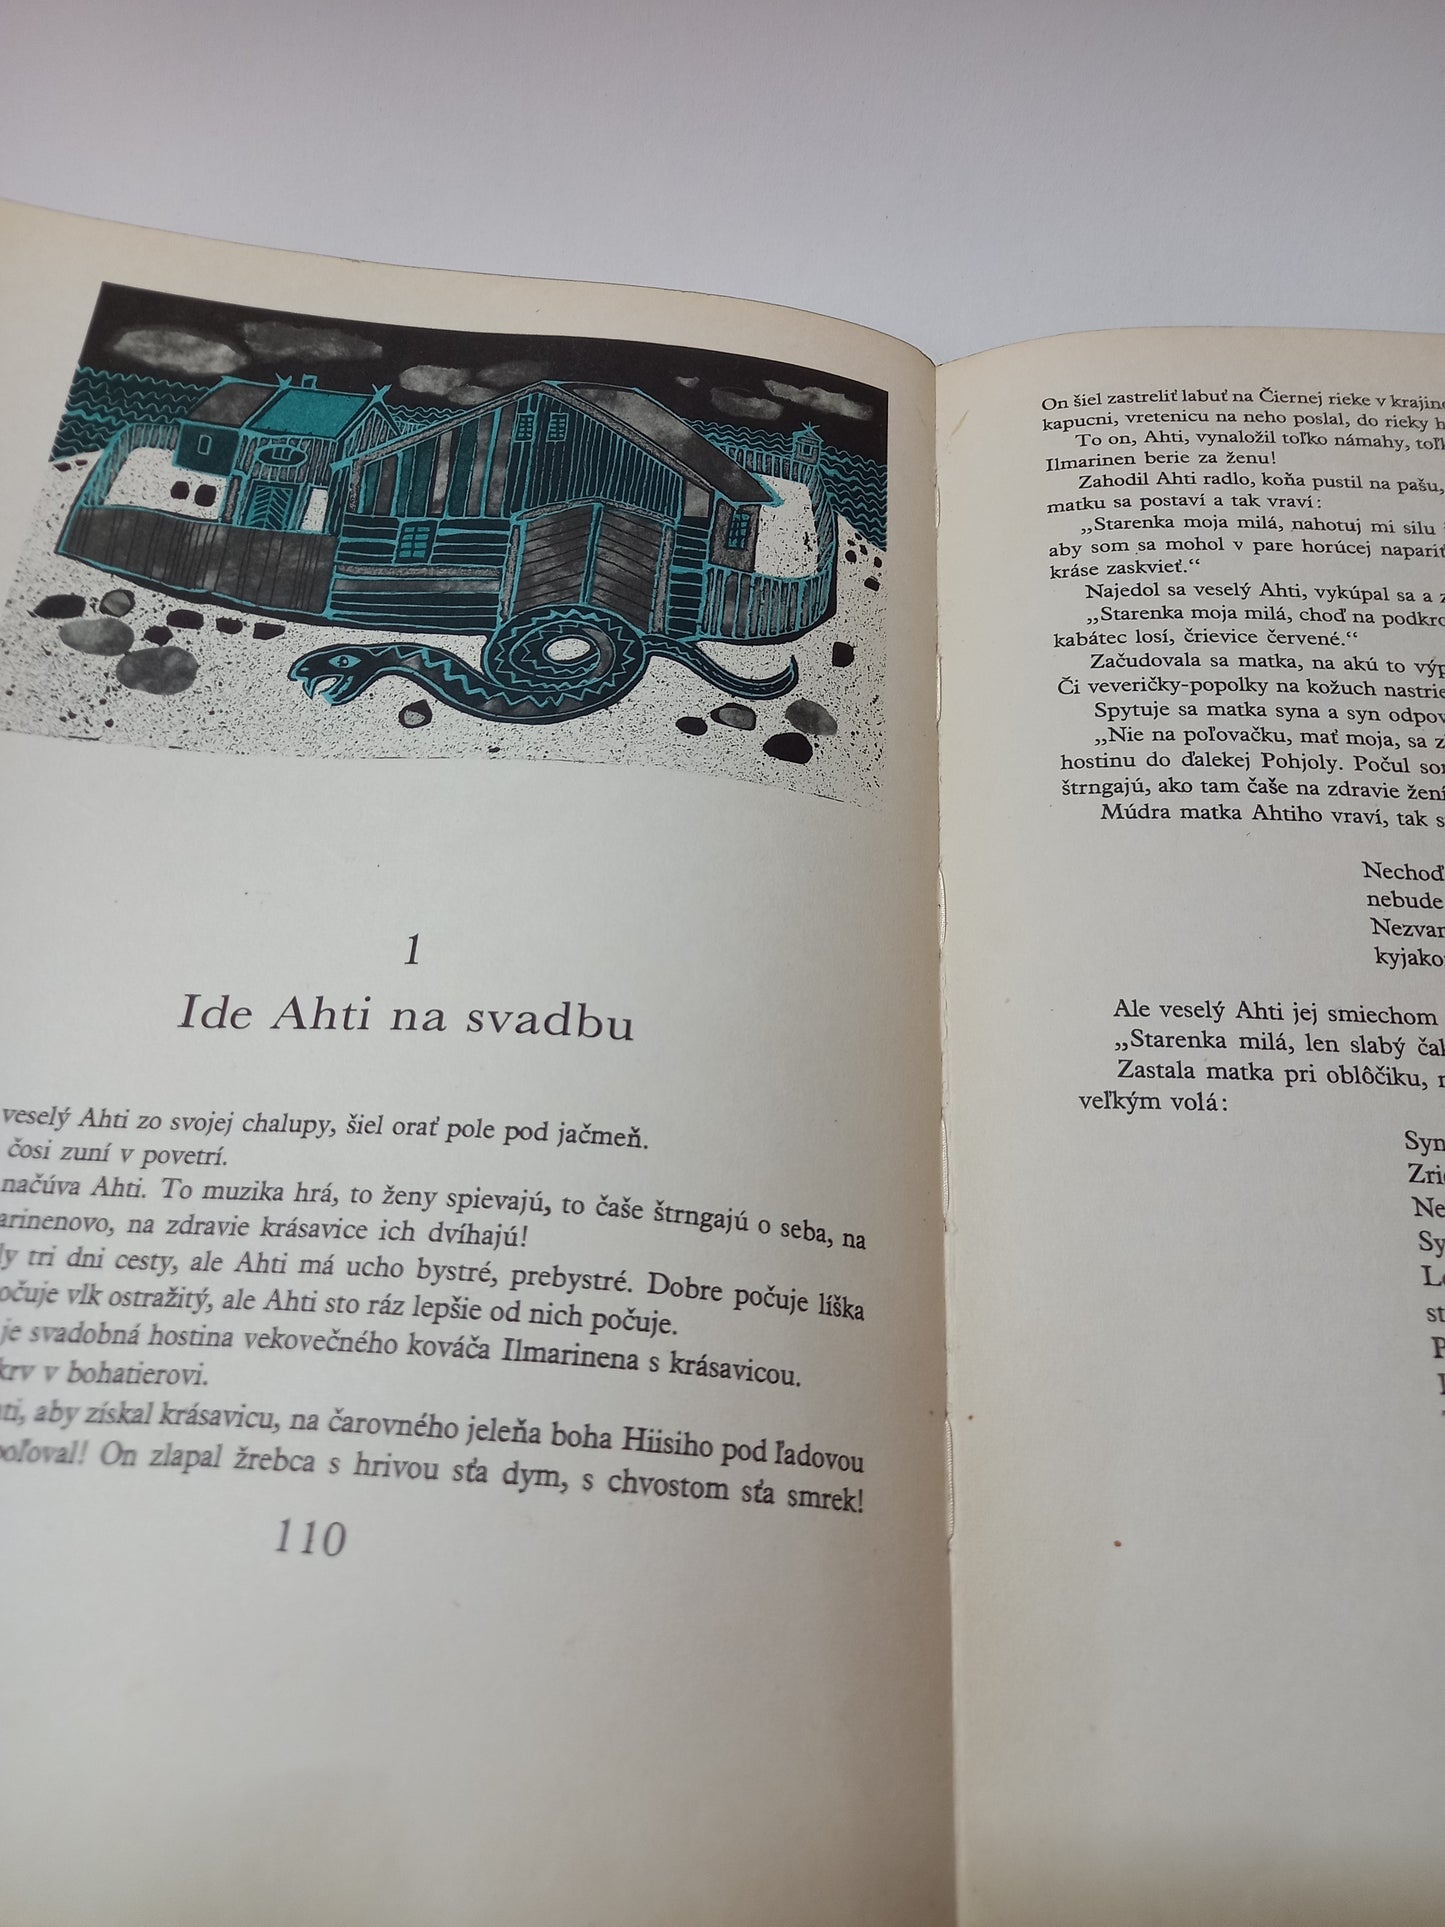 1
Ide Ahti na svadbu
veselý Ahti zo svojej chalupy, šiel orať pole pod jačmeň.
čosi zuní v povetrí.
načúva Ahti. To muzika hrá, to ženy spievajú, to čaše štrngajú o seba, na
arinenovo, na zdravie krásavice ich dvíhajú!
ly tri dni cesty, ale Ahti má ucho bystré, prebystré. Dobre počuje líška
očuje vlk ostražitý, ale Ahti sto ráz lepšie od nich počuje.
je svadobná hostina vekovečného kováča Ilmarinena s krásavicou.
krv v bohatierovi.
ti, aby získal krásavicu, na čarovného jeleňa boha Hiisiho pod ľadovou
poľoval! On zlapal žrebca s hrivou sťa dym, s chvostom sťa smrek!
110
On šiel zastreliť labuť na Čiernej rieke v krajine
kapucni, vretenicu na neho poslal, do rieky h
To on, Ahti, vynaložil toľko námahy, toľ
Ilmarinen berie za ženu!
Zahodil Ahti radlo, koňa pustil na pašu,
matku sa postaví a tak vraví:
„Starenka moja milá, nahotuj mi silu
aby som sa mohol v pare horúcej napariť
kráse zaskvieť.“
Najedol sa veselý Ahti, vykúpal sa a z
„Starenka moja milá, choď na podkro
kabátec losí, črievice červené.“
Začudovala sa matka, na akú to výp
Či veveričky-popolky na kožuch nastrie
Spytuje sa matka syna a syn odpov
„Nie na poľovačku, mať moja, sa z
hostinu do ďalekej Pohjoly. Počul som
štrngajú, ako tam čaše na zdravie žení
Múdra matka Ahtiho vraví, tak s
Nechoď
nebude
Nezvan
kyjako
Ale veselý Ahti jej smiechom
„Starenka milá, len slabý čak
Zastala matka pri oblôčiku, n
veľkým volá:
Syn
Zri
Ne
Sy
L
st
P